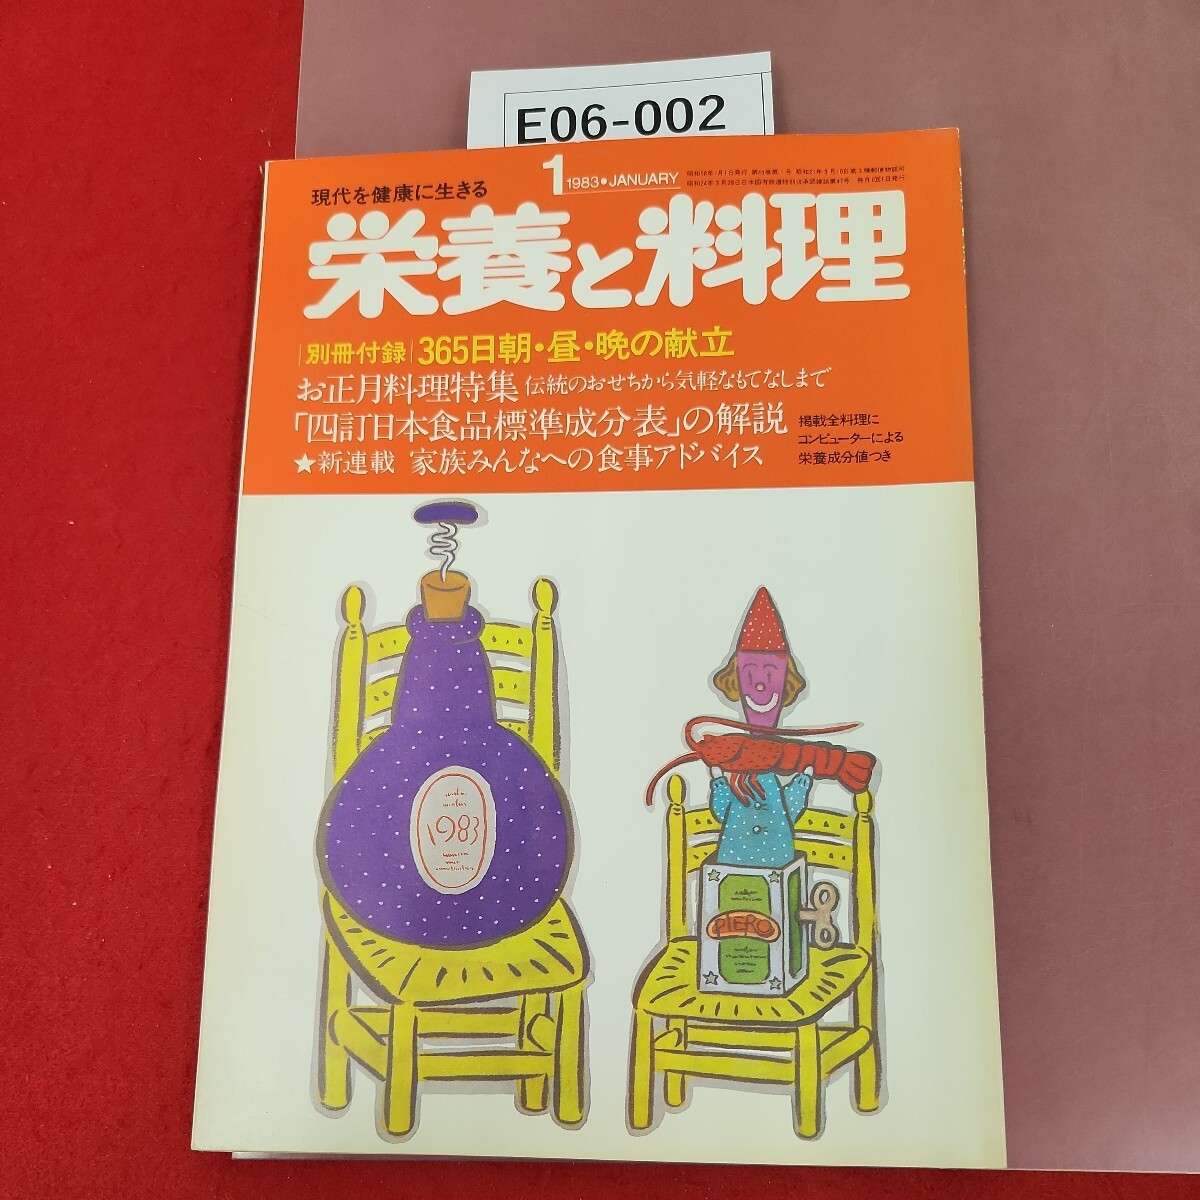 E06-002
現代を健康に生きる
1 1983•JANUARY
栄養と料理
別冊付録 365日朝・昼・晩の献立
お正月料理特集 伝統のおせちから気軽なもてなしまで
「四訂日本食品標準成分表」の解説
★新連載 家族みんなへの食事アドバイス
掲載全料理に
コンピューターによる
栄養成分値つき
1983
PIERO